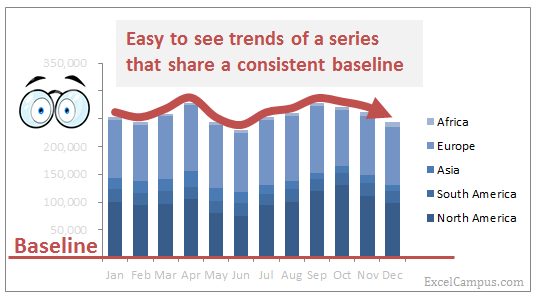 Easy to see trends of a series
that share a consistent baseline
350,000
250,000
200,000
150,000
100,000
50,000
Baseline
Jan Feb Mar Apr May Jun Jul Aug Sep Oct Nov Dec
Africa
Europe
Asia
South America
North America
ExcelCampus.com